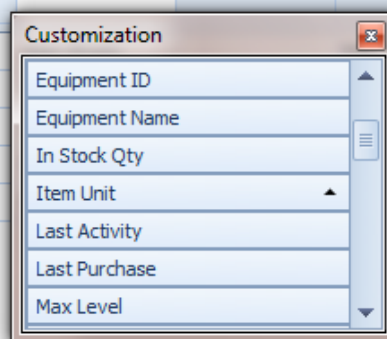 Customization
Equipment ID
Equipment Name
In Stock Qty
Item Unit
Last Activity
Last Purchase
Max Level